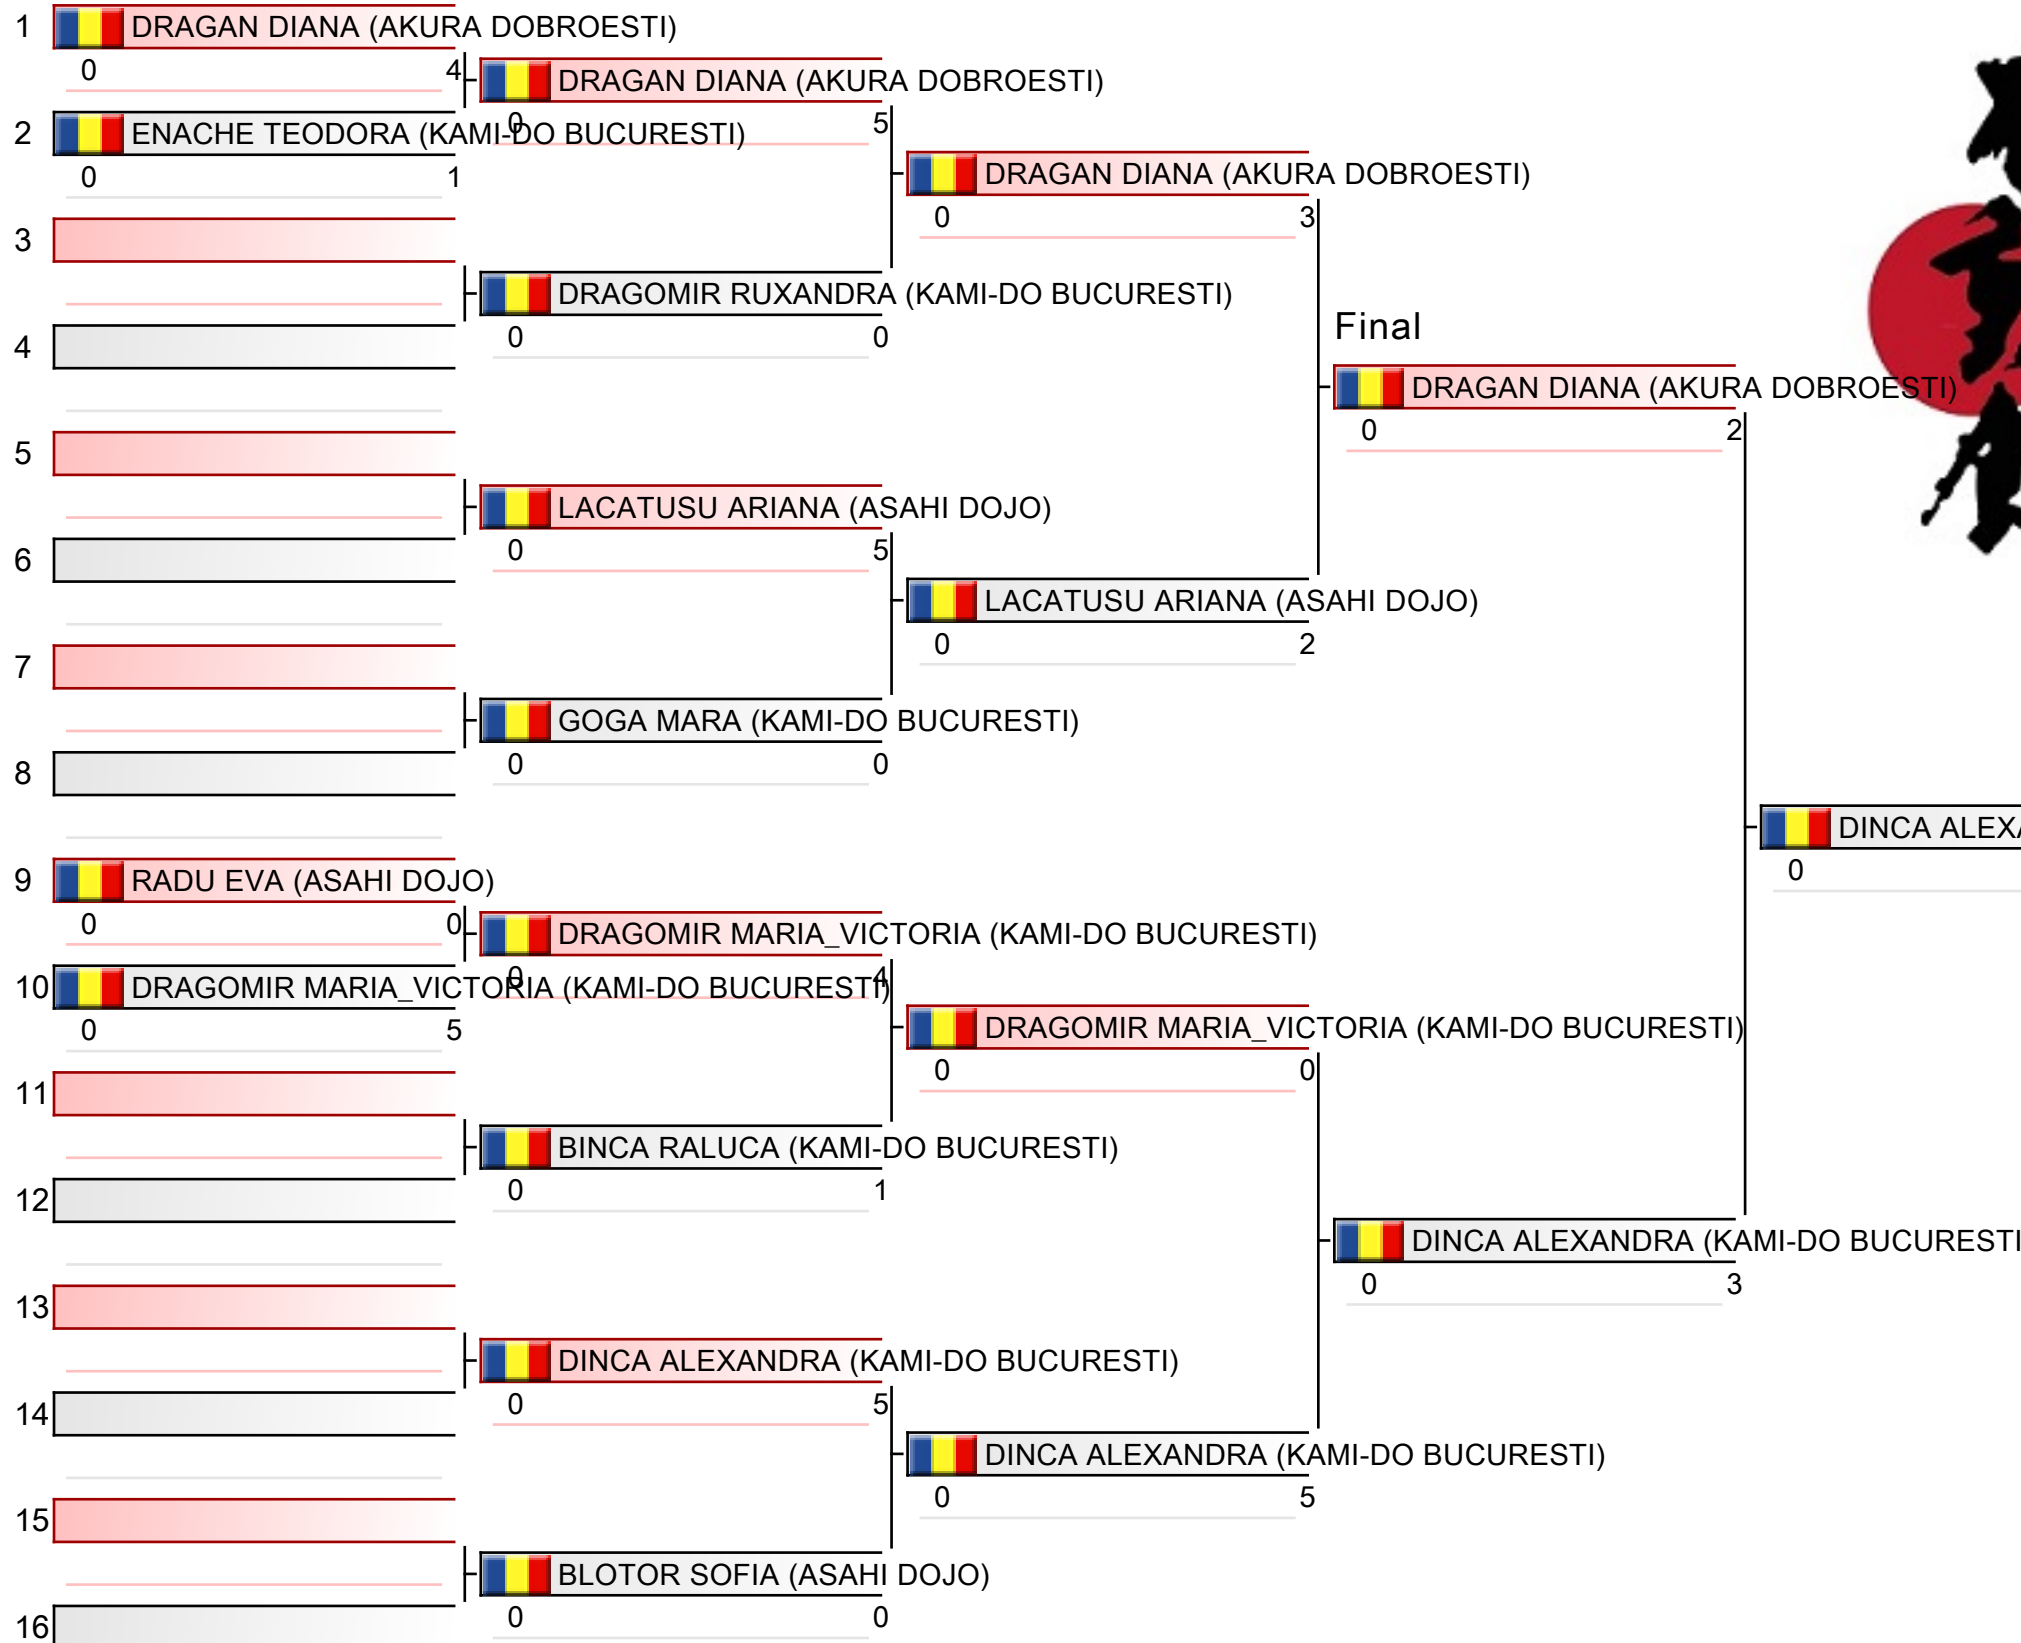 1 DRAGAN DIANA (AKURA DOBROESTI)
0 4
2 ENACHE TEODORA (KAMI-DO BUCURESTI)
0 1
3
4
5
6
7
8
9 RADU EVA (ASAHI DOJO)
0 0
10 DRAGOMIR MARIA_VICTORIA (KAMI-DO BUCURESTI)
0 5
11
12
13
14
15
16
DRAGAN DIANA (AKURA DOBROESTI)
0 5
DRAGOMIR RUXANDRA (KAMI-DO BUCURESTI)
0 0
LACATUSU ARIANA (ASAHI DOJO)
0 5
GOGA MARA (KAMI-DO BUCURESTI)
0 0
DRAGOMIR MARIA_VICTORIA (KAMI-DO BUCURESTI)
0 4
BINCA RALUCA (KAMI-DO BUCURESTI)
0 1
DINCA ALEXANDRA (KAMI-DO BUCURESTI)
0 5
BLOTOR SOFIA (ASAHI DOJO)
0 0
DRAGAN DIANA (AKURA DOBROESTI)
0 3
LACATUSU ARIANA (ASAHI DOJO)
0 2
DRAGOMIR MARIA_VICTORIA (KAMI-DO BUCURESTI)
0 0
DINCA ALEXANDRA (KAMI-DO BUCURESTI)
0 5
Final
DRAGAN DIANA (AKURA DOBROESTI)
0 2
DINCA ALEXANDRA (KAMI-DO BUCURESTI
0 3
DINCA
0